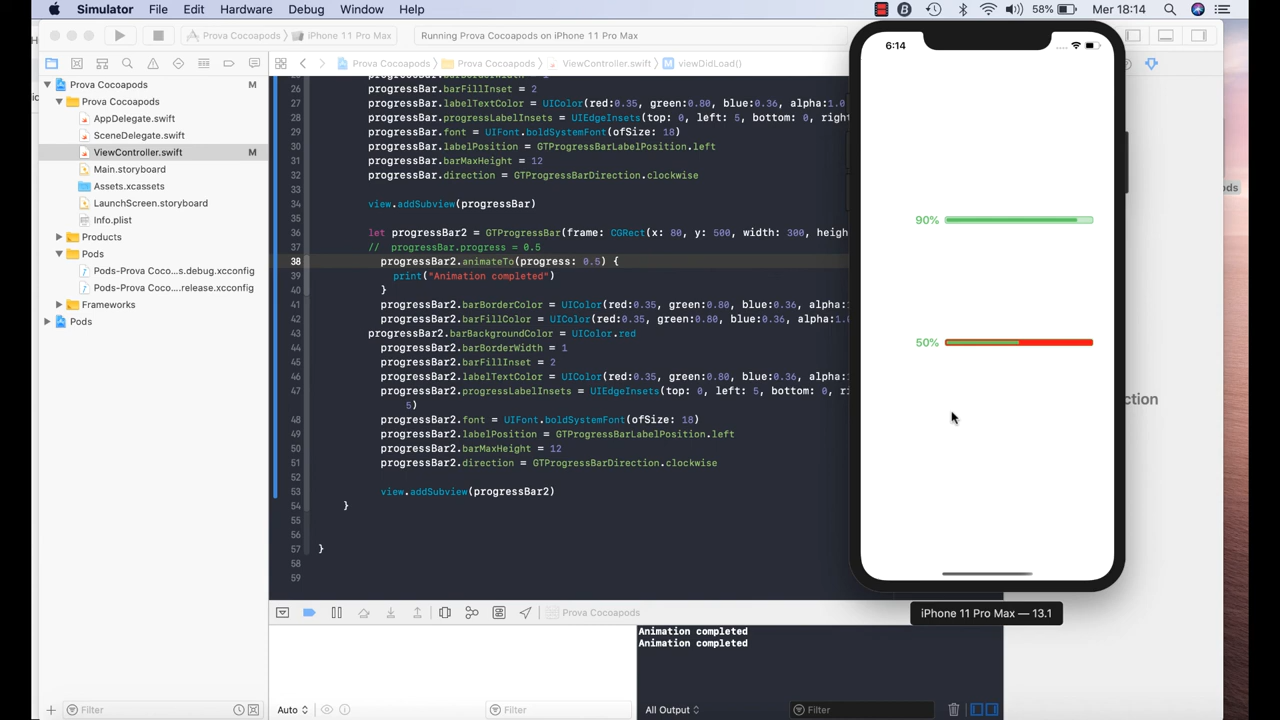 Simulator File Edit Hardware Debug Window Help 58% Mer 18:14
Prova Cocoapods iPhone 11 Pro Max Running Prova Cocoapods on iPhone 11 Pro Max
Prova Cocoapods Prova Cocoapods ViewController.swift viewDidLoad()
Prova Cocoapods M
Prova Cocoapods
AppDelegate.swift
SceneDelegate.swift
ViewController.swift M
Main.storyboard
Assets.xcassets
LaunchScreen.storyboard
Info.plist
Products
Pods
Pods-Prova Coco...s.debug.xcconfig
Pods-Prova Coco....release.xcconfig
Frameworks
Pods
26 progressBar.barFillInset = 2
27 progressBar.labelTextColor = UIColor(red:0.35, green:0.80, blue:0.36, alpha:1.0
28 progressBar.progressLabelInsets = UIEdgeInsets(top: 0, left: 5, bottom: 0, right
29 progressBar.font = UIFont.boldSystemFont(ofSize: 18)
30 progressBar.labelPosition = GTProgressBarLabelPosition.left
31 progressBar.barMaxHeight = 12
32 progressBar.direction = GTProgressBarDirection.clockwise
33
34 view.addSubview(progressBar)
35
36 let progressBar2 = GTProgressBar(frame: CGRect(x: 80, y: 500, width: 300, heigh
37 // progressBar.progress = 0.5
38 progressBar2.animateTo(progress: 0.5) {
39 print("Animation completed")
40 }
41 progressBar2.barBorderColor = UIColor(red:0.35, green:0.80, blue:0.36, alpha:
42 progressBar2.barFillColor = UIColor(red:0.35, green:0.80, blue:0.36, alpha:1.
43 progressBar2.barBackgroundColor = UIColor.red
44 progressBar2.barBorderWidth = 1
45 progressBar2.barFillInset = 2
46 progressBar2.labelTextColor = UIColor(red:0.35, green:0.80, blue:0.36, alpha:
47 progressBar2.progressLabelInsets = UIEdgeInsets(top: 0, left: 5, bottom: 0, ri
5)
48 progressBar2.font = UIFont.boldSystemFont(ofSize: 18)
49 progressBar2.labelPosition = GTProgressBarLabelPosition.left
50 progressBar2.barMaxHeight = 12
51 progressBar2.direction = GTProgressBarDirection.clockwise
52
53 view.addSubview(progressBar2)
54 }
55
56
57 }
58
59
6:14
90%
50%
iPhone 11 Pro Max — 13.1
ods
ction
Prova Cocoapods
Animation completed
Animation completed
Filter Auto Filter All Output Filter